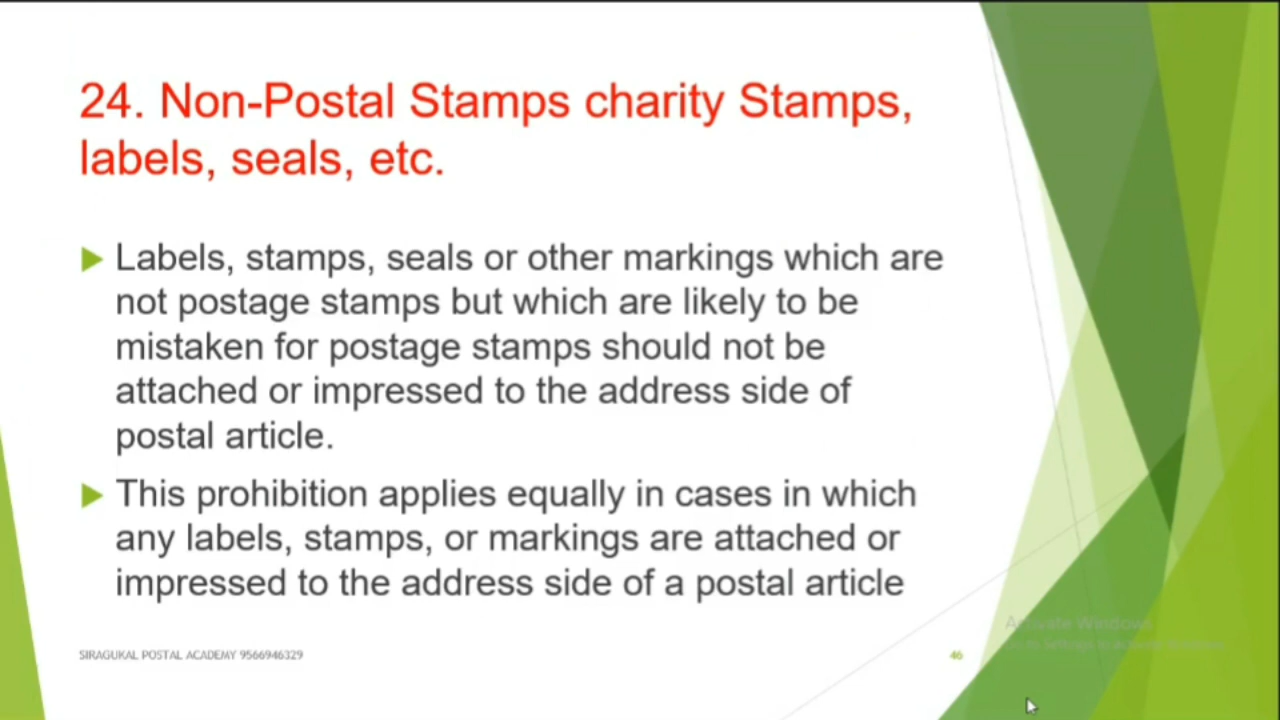 24. Non-Postal Stamps charity Stamps,
labels, seals, etc.
Labels, stamps, seals or other markings which are
not postage stamps but which are likely to be
mistaken for postage stamps should not be
attached or impressed to the address side of
postal article.
This prohibition applies equally in cases in which
any labels, stamps, or markings are attached or
impressed to the address side of a postal article
SIRAGUKAL POSTAL ACADEMY 9566946329
46
Activate Windows